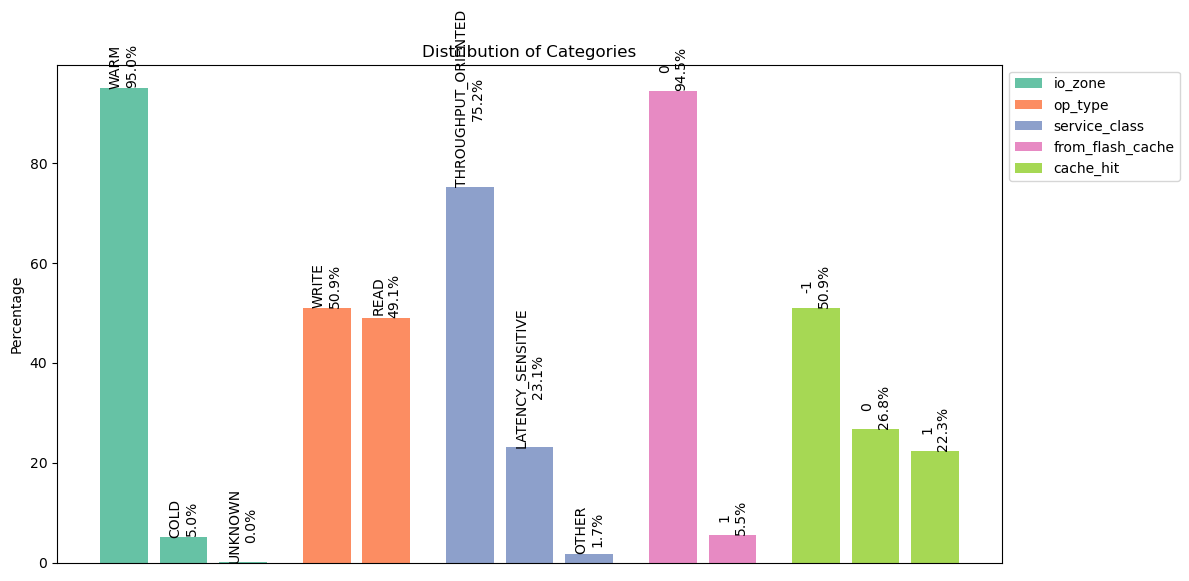 Distribution of Categories
Percentage
80
60
40
20
0
WARM
95.0%
COLD
5.0%
UNKNOWN
0.0%
WRITE
50.9%
READ
49.1%
THROUGHPUT_ORIENTED
75.2%
LATENCY_SENSITIVE
23.1%
OTHER
1.7%
0
94.5%
1
5.5%
-1
50.9%
0
26.8%
1
22.3%
io_zone
op_type
service_class
from_flash_cache
cache_hit